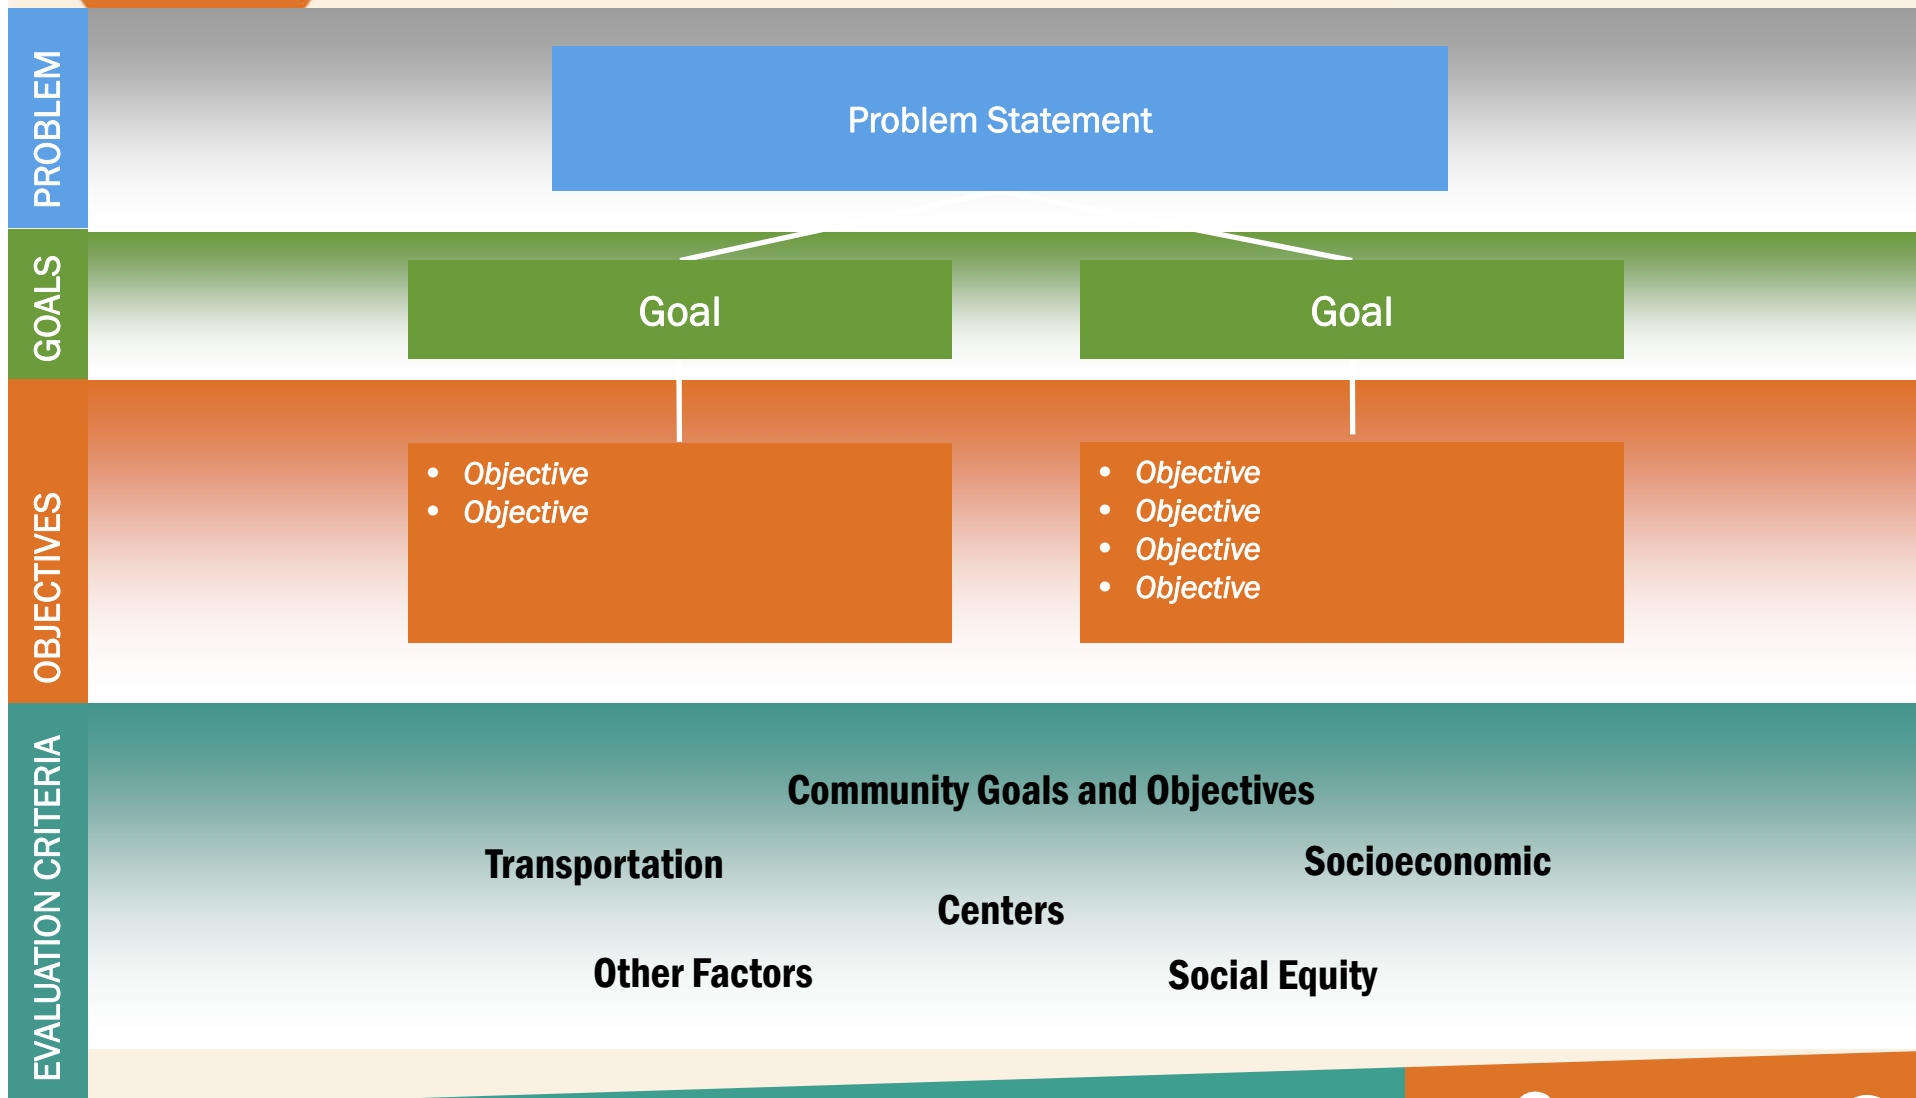 PROBLEM
Problem Statement
GOALS
Goal
Goal
OBJECTIVES
• Objective
• Objective
• Objective
• Objective
• Objective
• Objective
EVALUATION CRITERIA
Community Goals and Objectives
Transportation
Socioeconomic
Centers
Other Factors
Social Equity